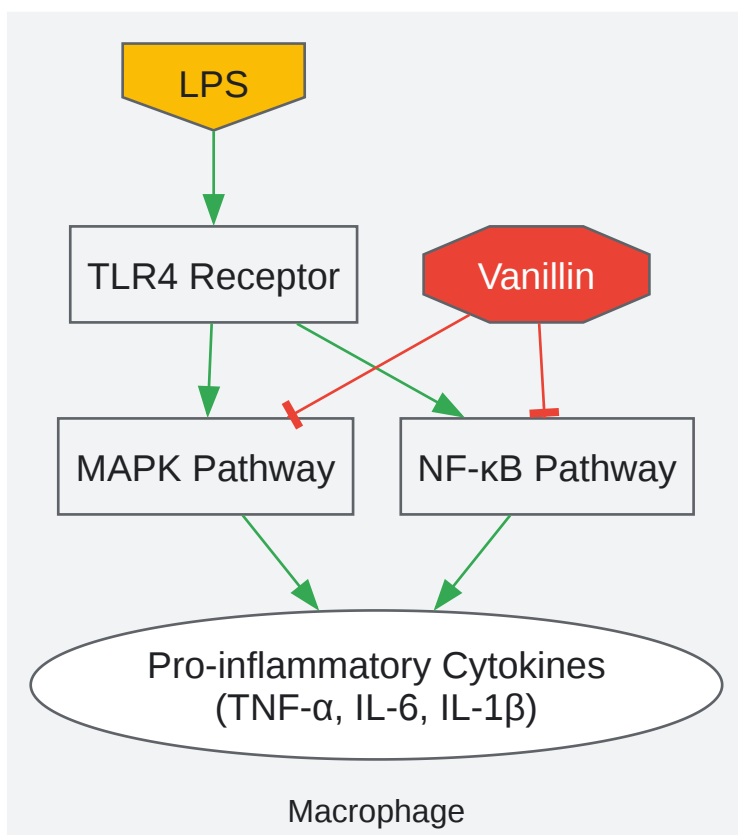 LPS
TLR4 Receptor
Vanillin
MAPK Pathway
NF-κB Pathway
Pro-inflammatory Cytokines
(TNF-α, IL-6, IL-1β)
Macrophage